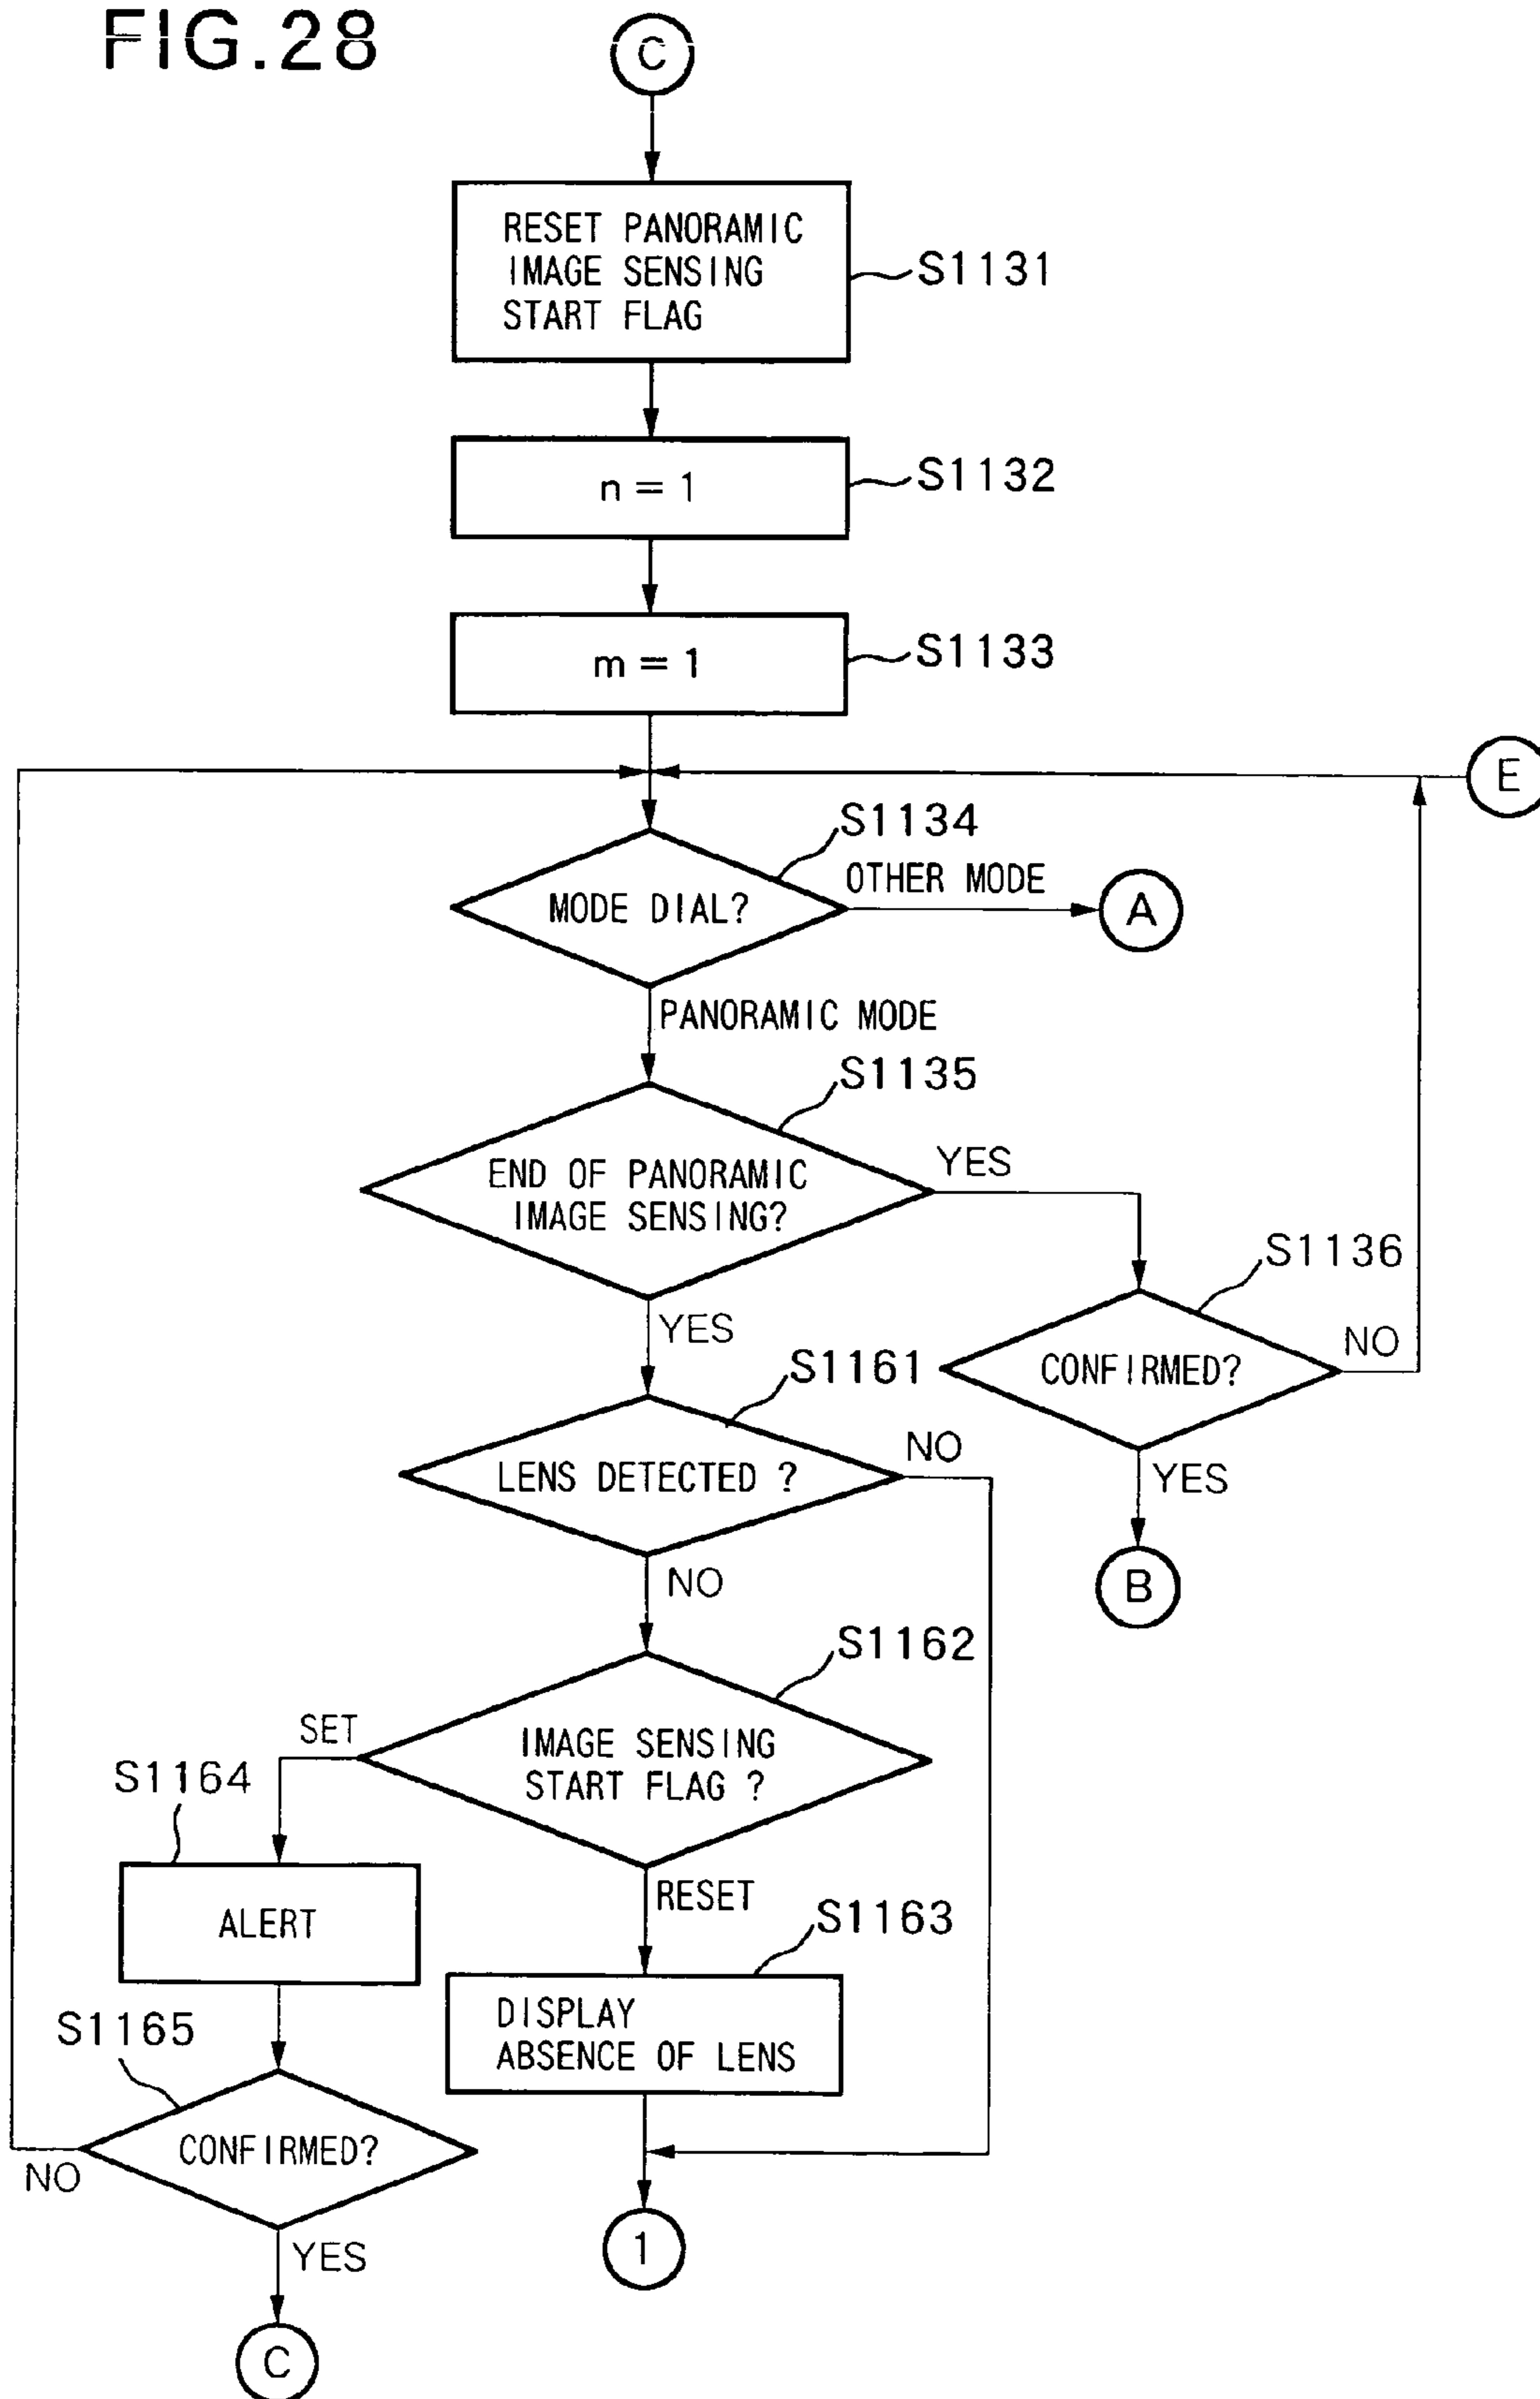 FIG.28
C
RESET PANORAMIC
IMAGE SENSING
START FLAG
S1131
n = 1
S1132
m = 1
S1133
E
S1134
MODE DIAL?
OTHER MODE
A
PANORAMIC MODE
S1135
END OF PANORAMIC
IMAGE SENSING?
YES
S1136
CONFIRMED?
NO
YES
B
YES
S1161
LENS DETECTED ?
NO
NO
S1162
IMAGE SENSING
START FLAG ?
SET
S1164
ALERT
RESET
S1163
DISPLAY
ABSENCE OF LENS
S1165
CONFIRMED?
NO
YES
1
C